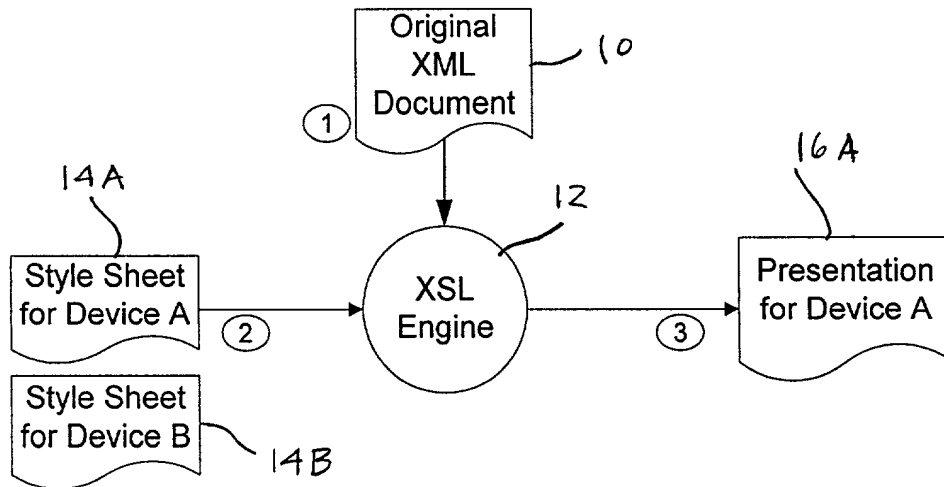 Original
XML
Document
10
1
14A
12
16A
Style Sheet
for Device A
2
XSL
Engine
3
Presentation
for Device A
Style Sheet
for Device B
14B